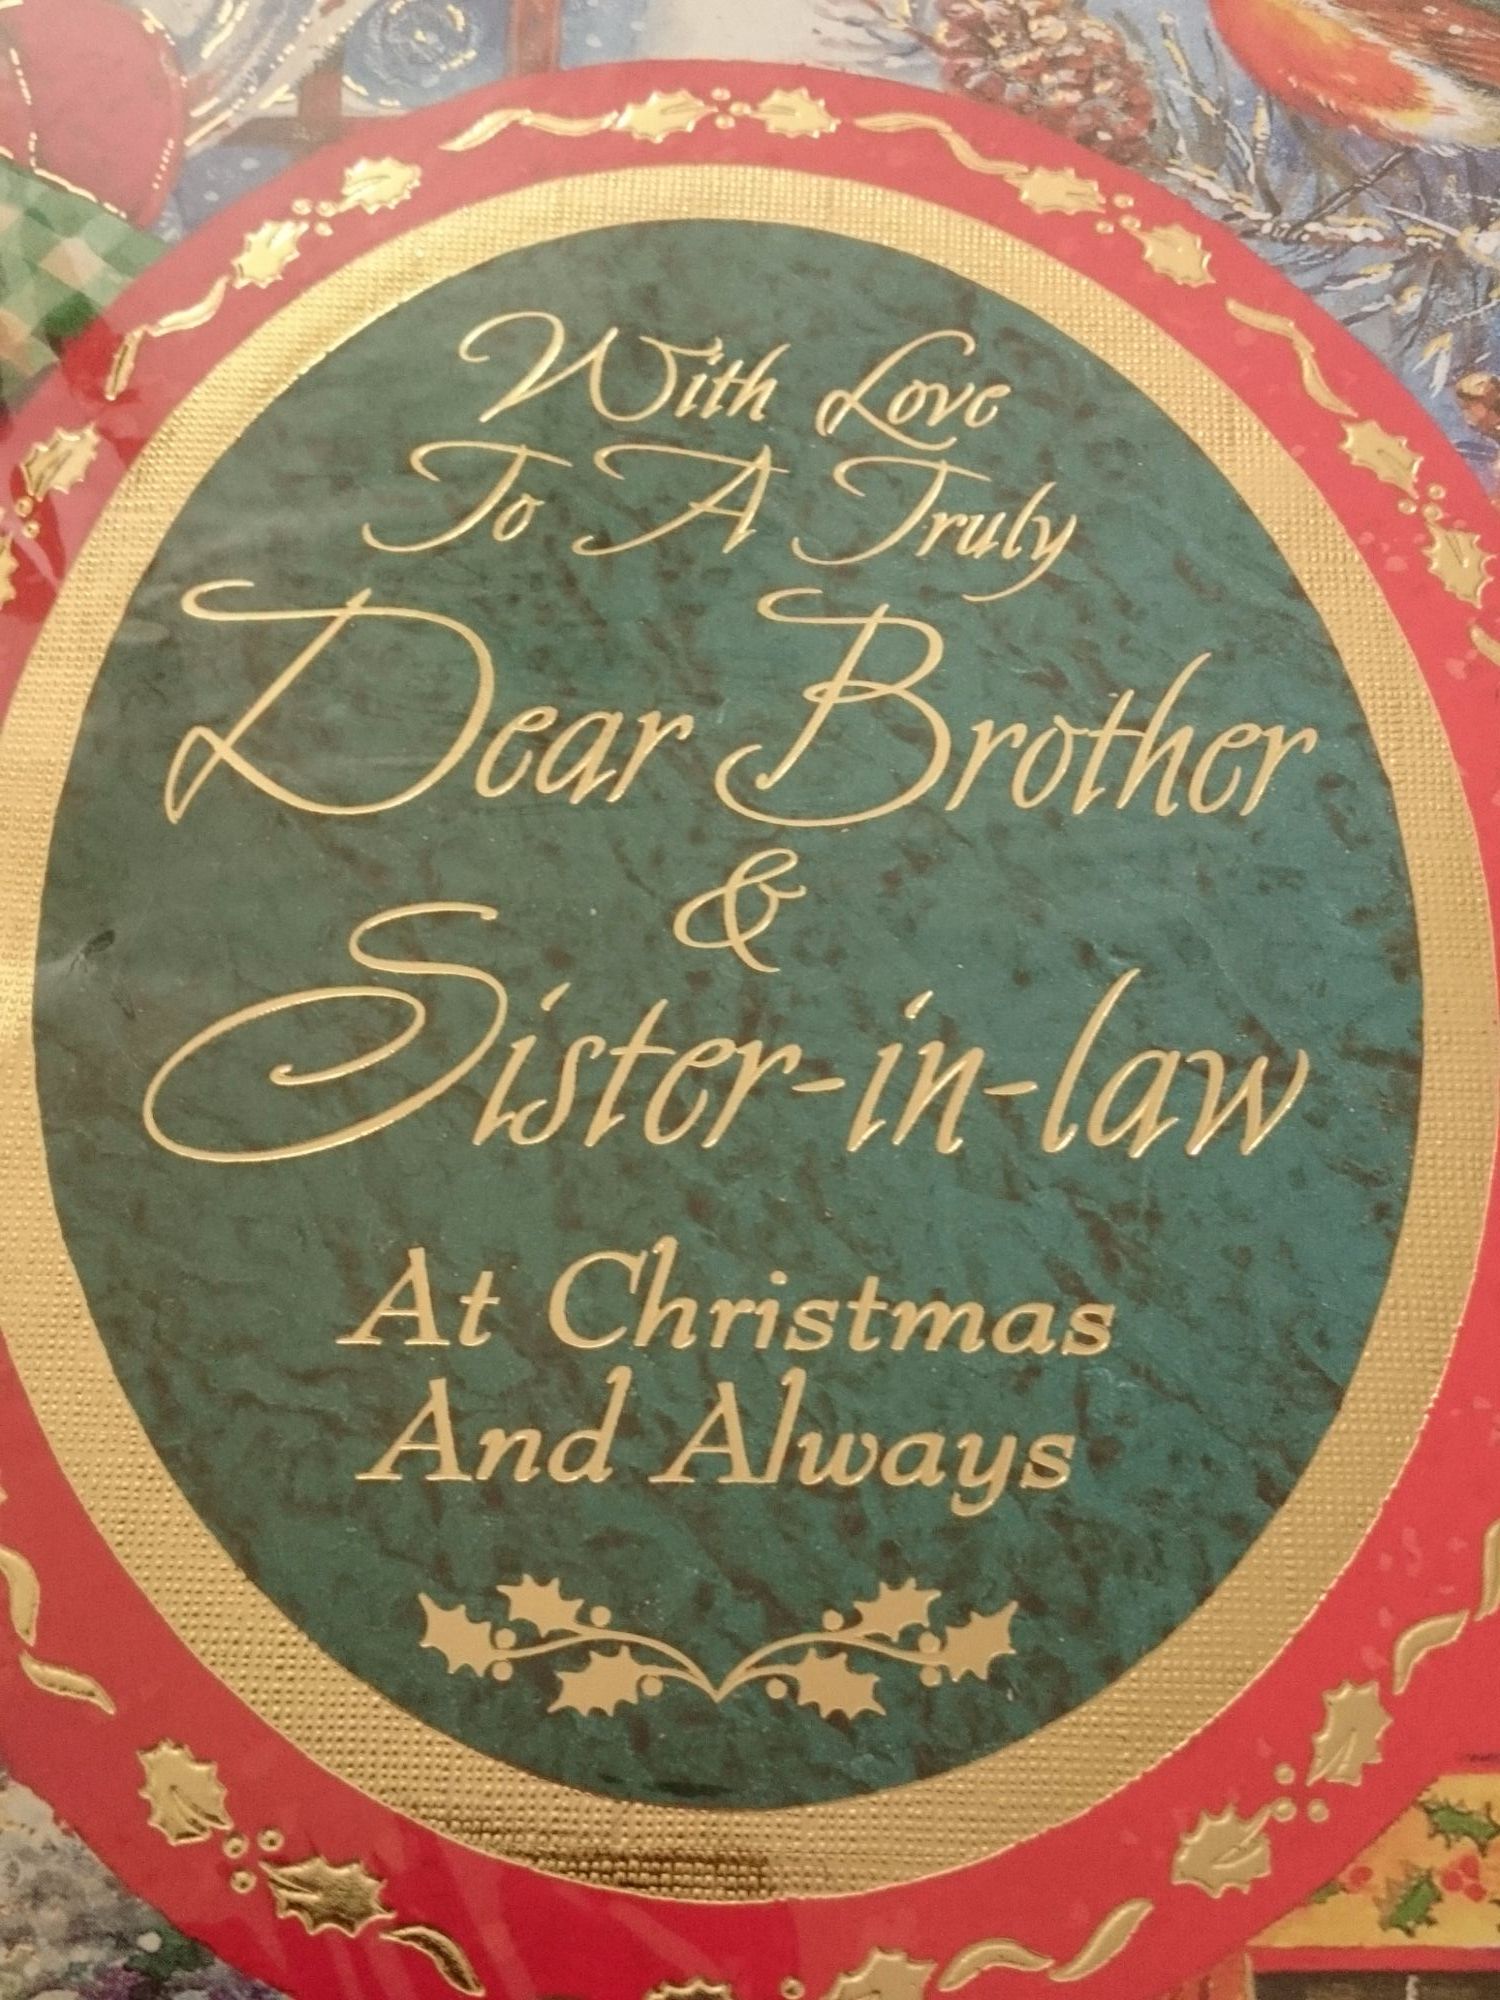 With Love
To A Truly
Dear Brother
&
Sister-in-law
At Christmas
And Always